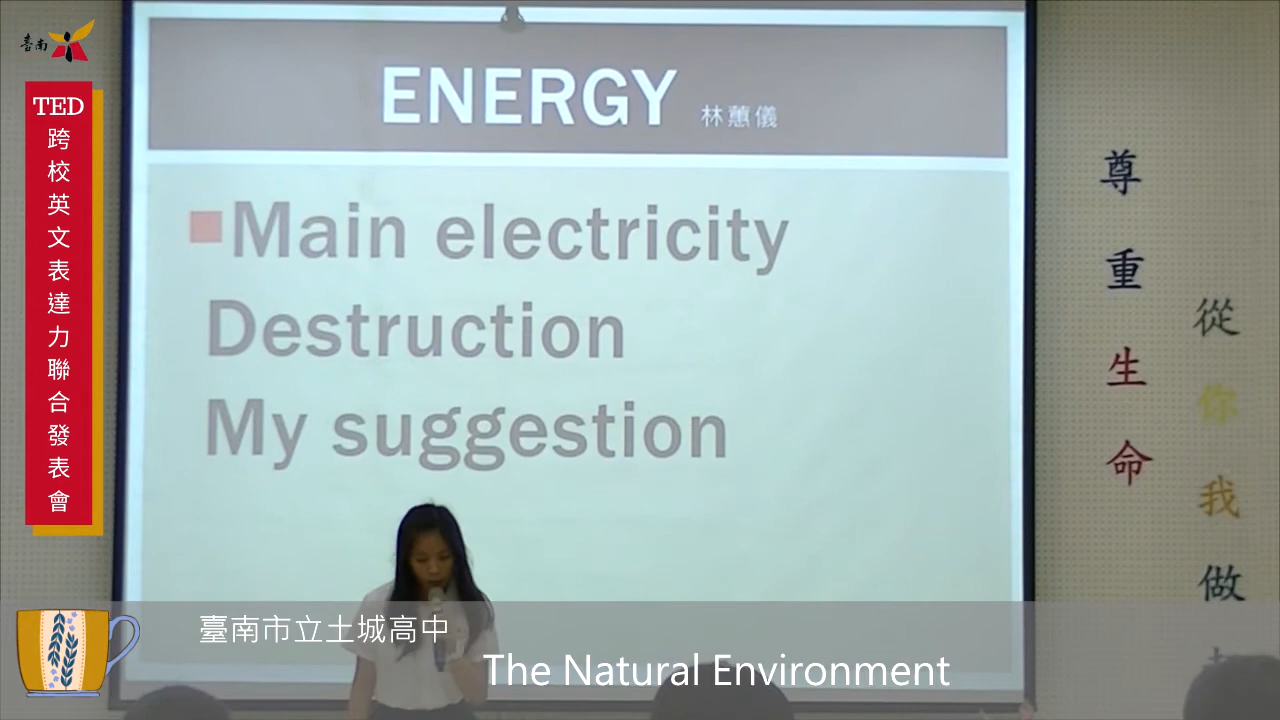 臺南
TED
跨校英文表達力聯合發表會
ENERGY 林蕙儀
Main electricity
Destruction
My suggestion
尊重生命
從你我做
臺南市立土城高中
The Natural Environment